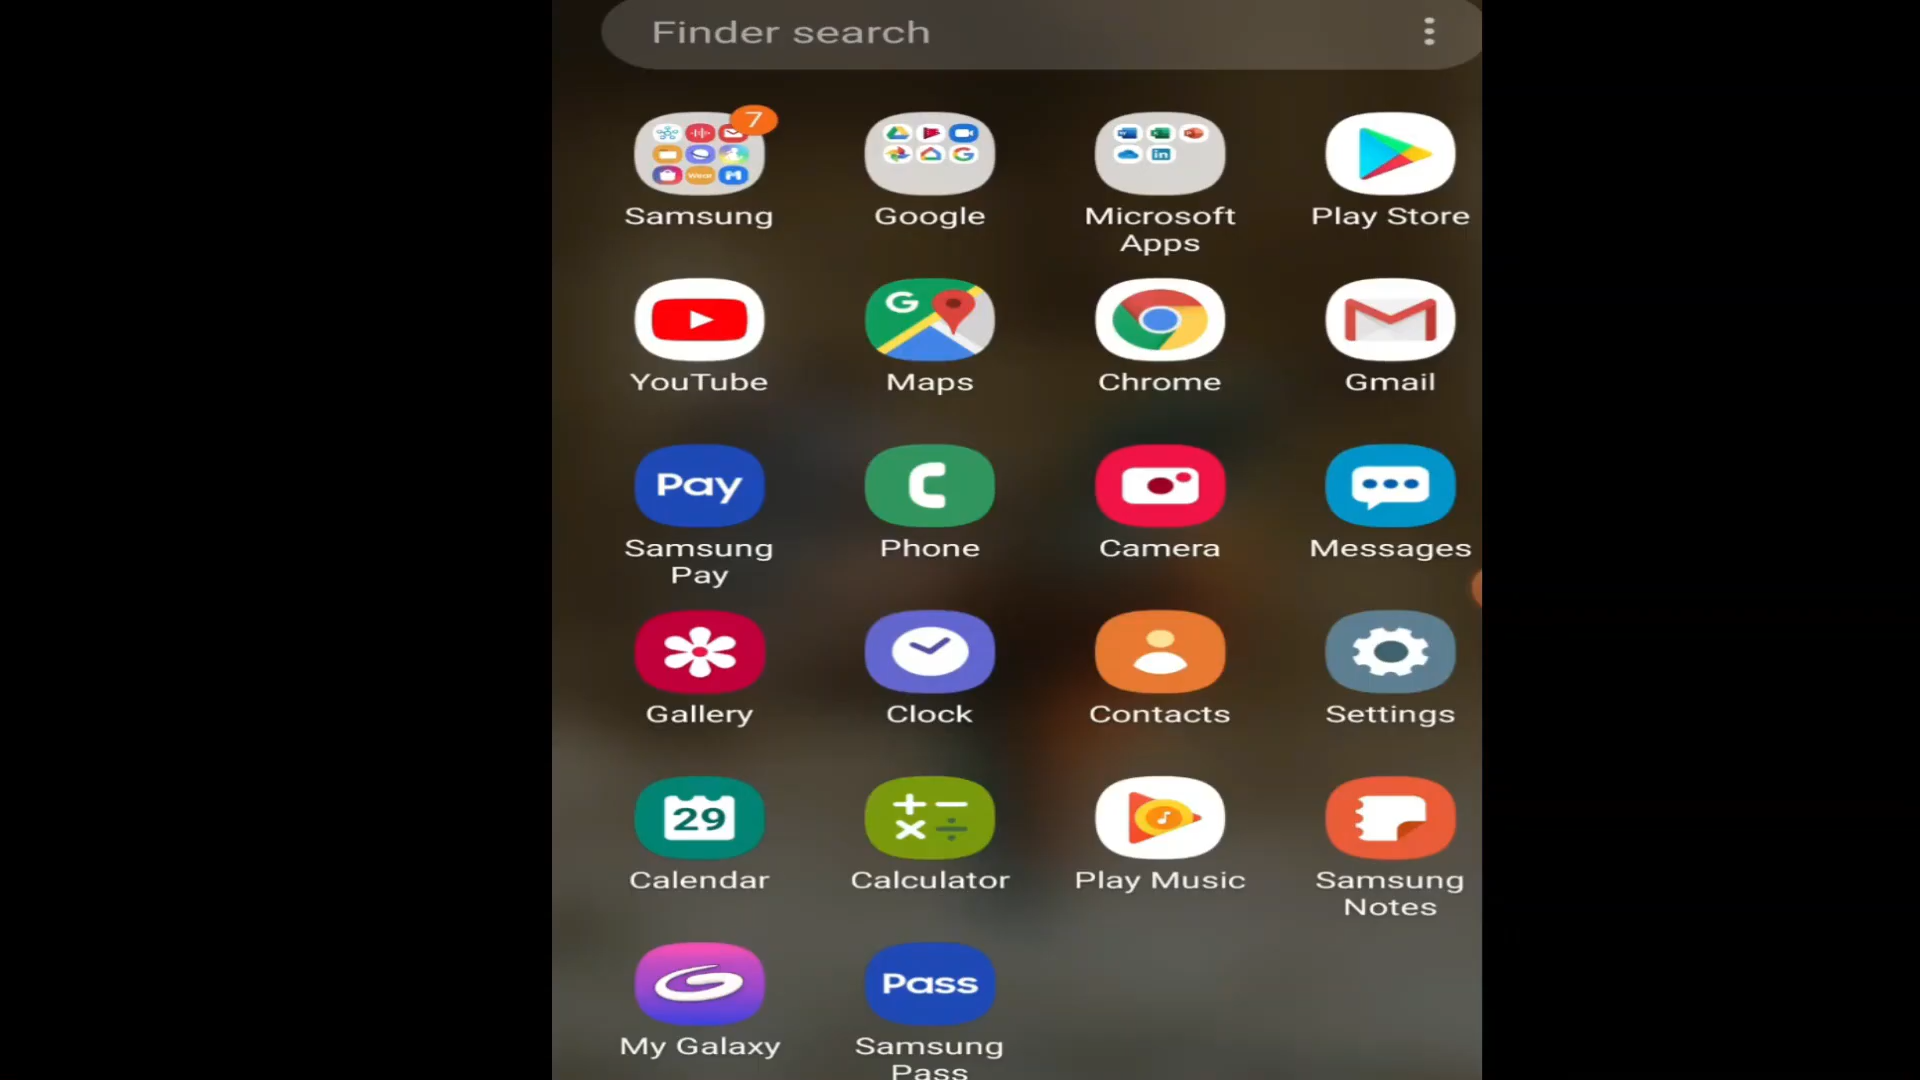 Finder search
7
Wear
Samsung
Google
Microsoft
Apps
Play Store
YouTube
Maps
Chrome
Gmail
Pay
Samsung
Pay
Phone
Camera
Messages
Gallery
Clock
Contacts
Settings
29
Calendar
Calculator
Play Music
Samsung
Notes
My Galaxy
Pass
Samsung
Pass